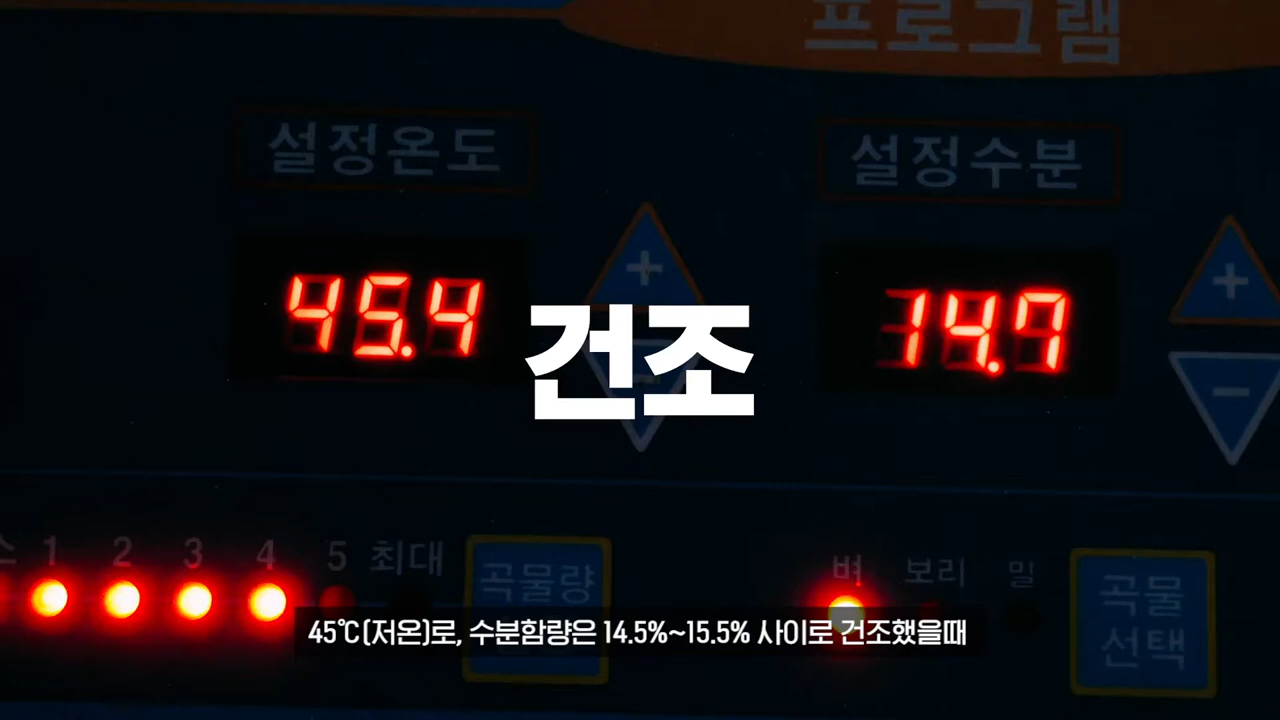 프로그램
설정온도
설정수분
+
+
45.4
14.7
건조
−
1 2 3 4 5 최대
곡물량
벼 보리 밀
곡물
선택
45℃(저온)로, 수분함량은 14.5%~15.5% 사이로 건조했을때